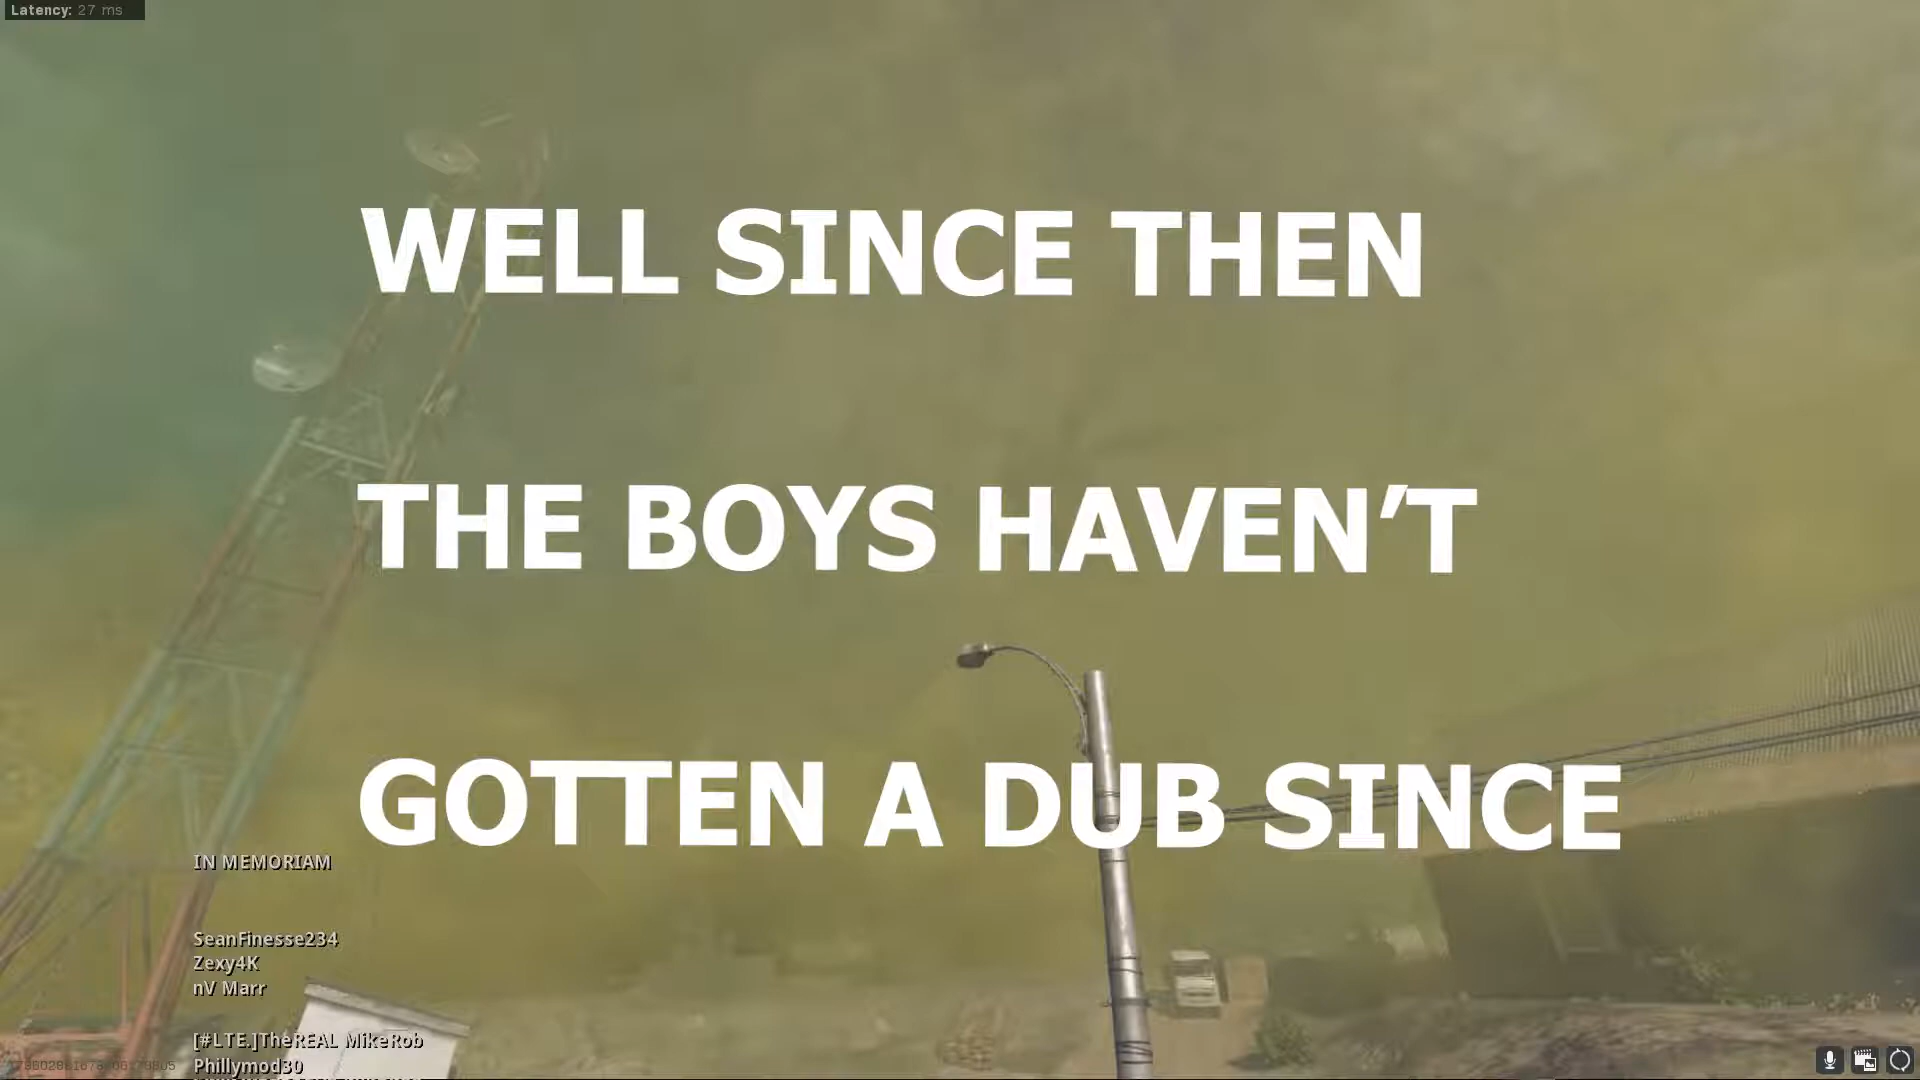 Latency: 27 ms
WELL SINCE THEN
THE BOYS HAVEN’T
GOTTEN A DUB SINCE
IN MEMORIAM
SeanFinesse234
Zexy4K
nV Marr
[#LTE.]TheREAL MikeRob
Phillymod30